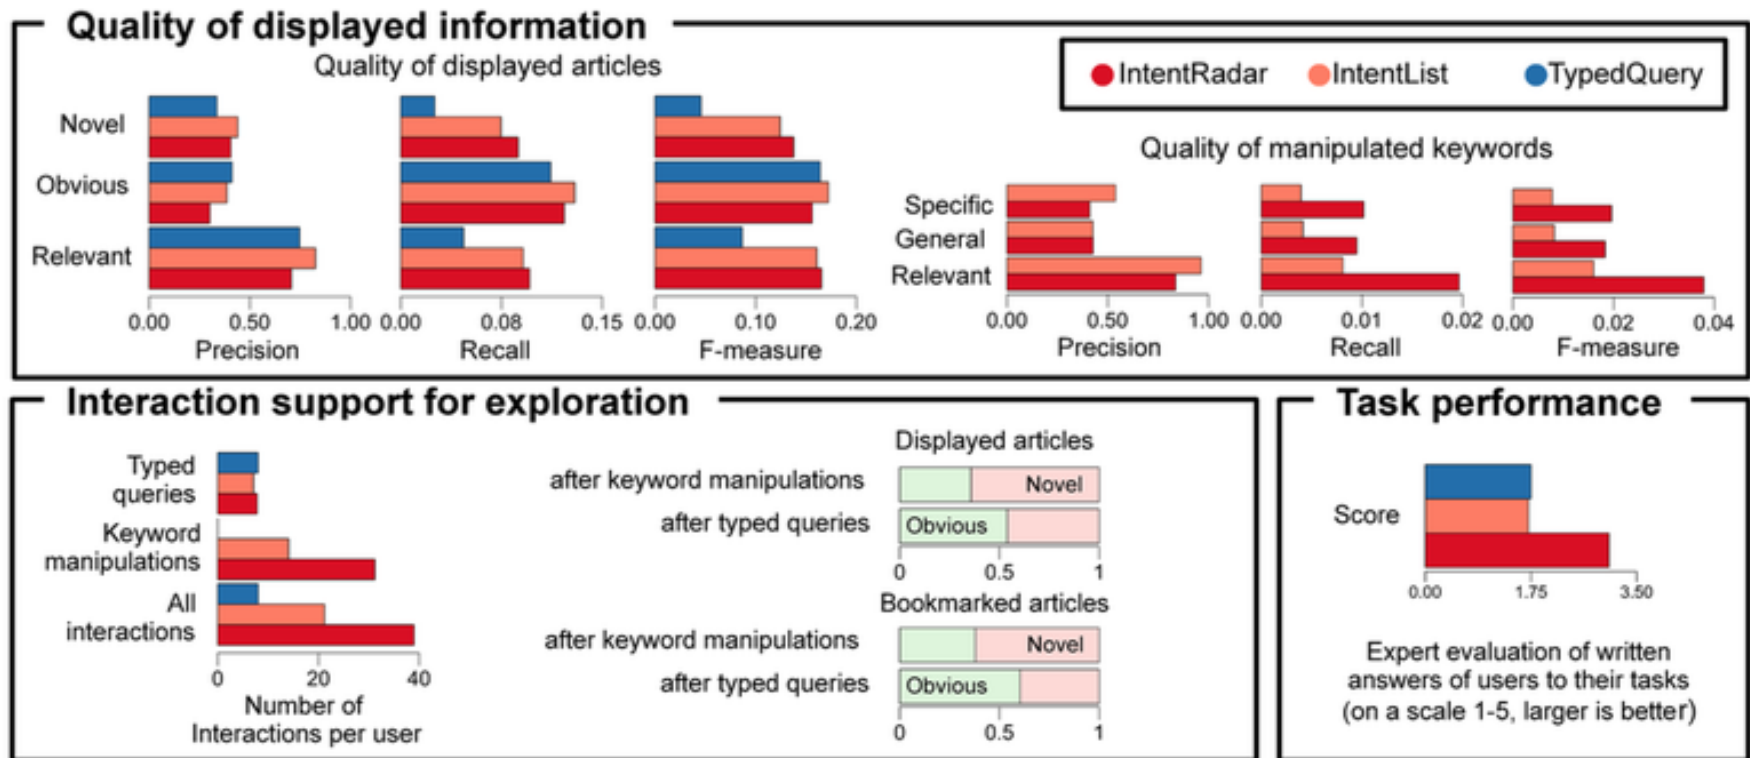 Quality of displayed information
Quality of displayed articles
IntentRadar IntentList TypedQuery
Novel
Obvious
Relevant
0.00 0.50 1.00 0.00 0.08 0.15 0.00 0.10 0.20
Precision Recall F-measure
Quality of manipulated keywords
Specific
General
Relevant
0.00 0.50 1.00 0.00 0.01 0.02 0.00 0.02 0.04
Precision Recall F-measure
Interaction support for exploration
Typed
queries
Keyword
manipulations
All
interactions
0 20 40
Number of
Interactions per user
Displayed articles
after keyword manipulations Novel
after typed queries Obvious
0 0.5 1
Bookmarked articles
after keyword manipulations Novel
after typed queries Obvious
0 0.5 1
Task performance
Score
0.00 1.75 3.50
Expert evaluation of written
answers of users to their tasks
(on a scale 1-5, larger is better)